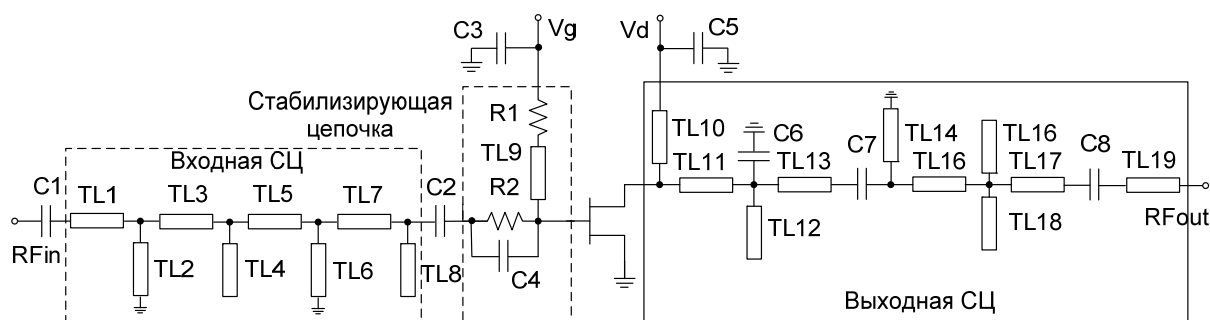 C3
Vg
Vd
C5
Стабилизирующая
цепочка
R1
TL9
R2
C4
Входная СЦ
C1
TL1
TL3
TL5
TL7
C2
RFin
TL2
TL4
TL6
TL8
TL10
C6
C7
TL14
TL16
C8
TL11
TL13
TL16
TL17
TL19
TL12
TL18
RFout
Выходная СЦ